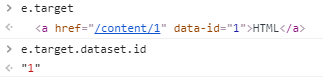 e.target
<a href="/content/1" data-id="1">HTML</a>
e.target.dataset.id
"1"